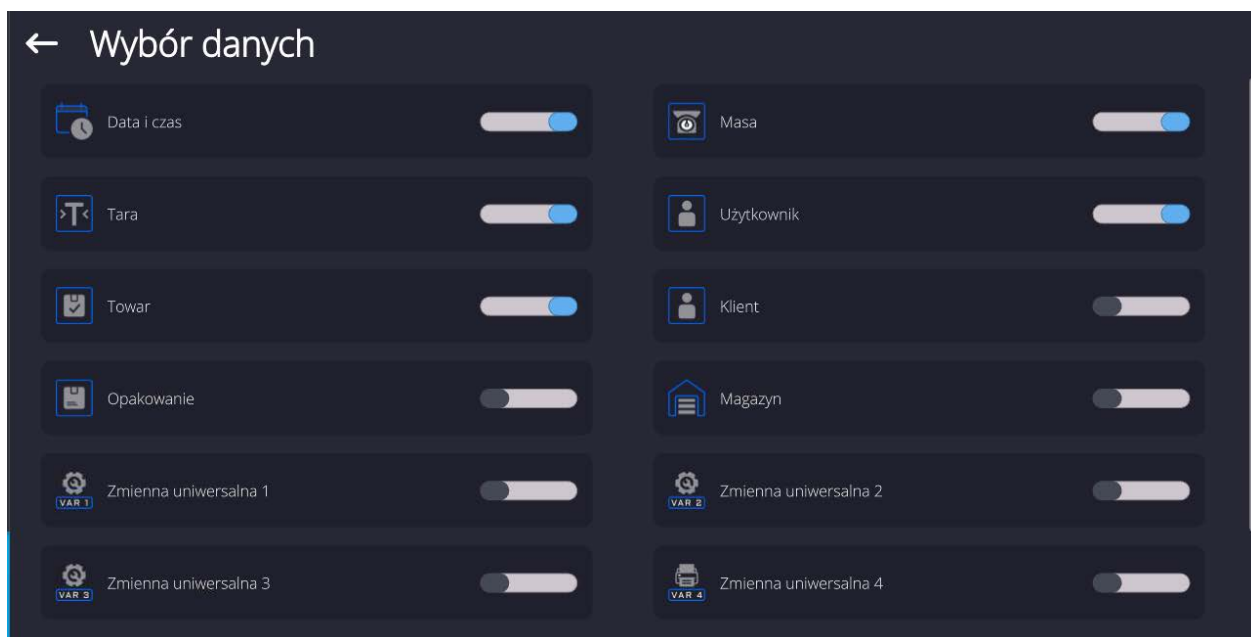 Wybór danych
Data i czas
Masa
>T< Tara
Użytkownik
Towar
Klient
Opakowanie
Magazyn
VAR 1 Zmienna uniwersalna 1
VAR 2 Zmienna uniwersalna 2
VAR 3 Zmienna uniwersalna 3
VAR 4 Zmienna uniwersalna 4